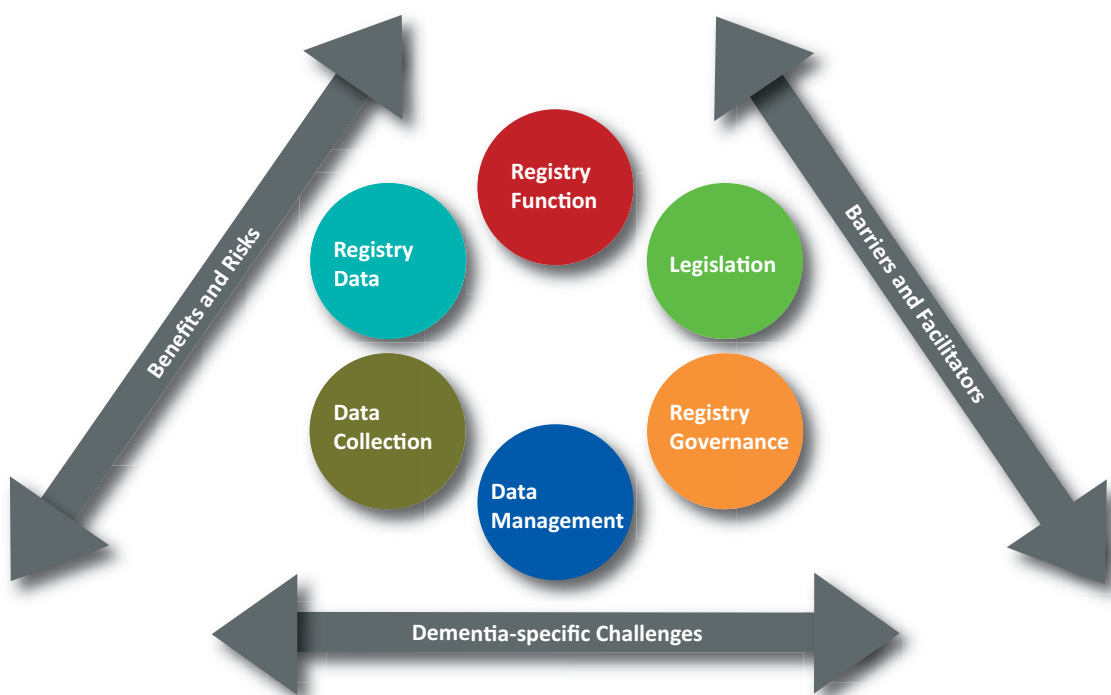 Registry
Function
Registry
Data
Legislation
Data
Collection
Registry
Governance
Data
Management
Benefits and Risks
Barriers and Facilitators
Dementia-specific Challenges